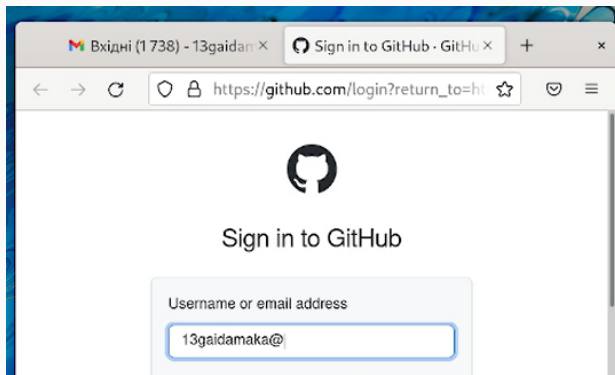 Вхідні (1 738) - 13gaidam
Sign in to GitHub · GitHu
https://github.com/login?return_to=ht
Sign in to GitHub
Username or email address
13gaidamaka@